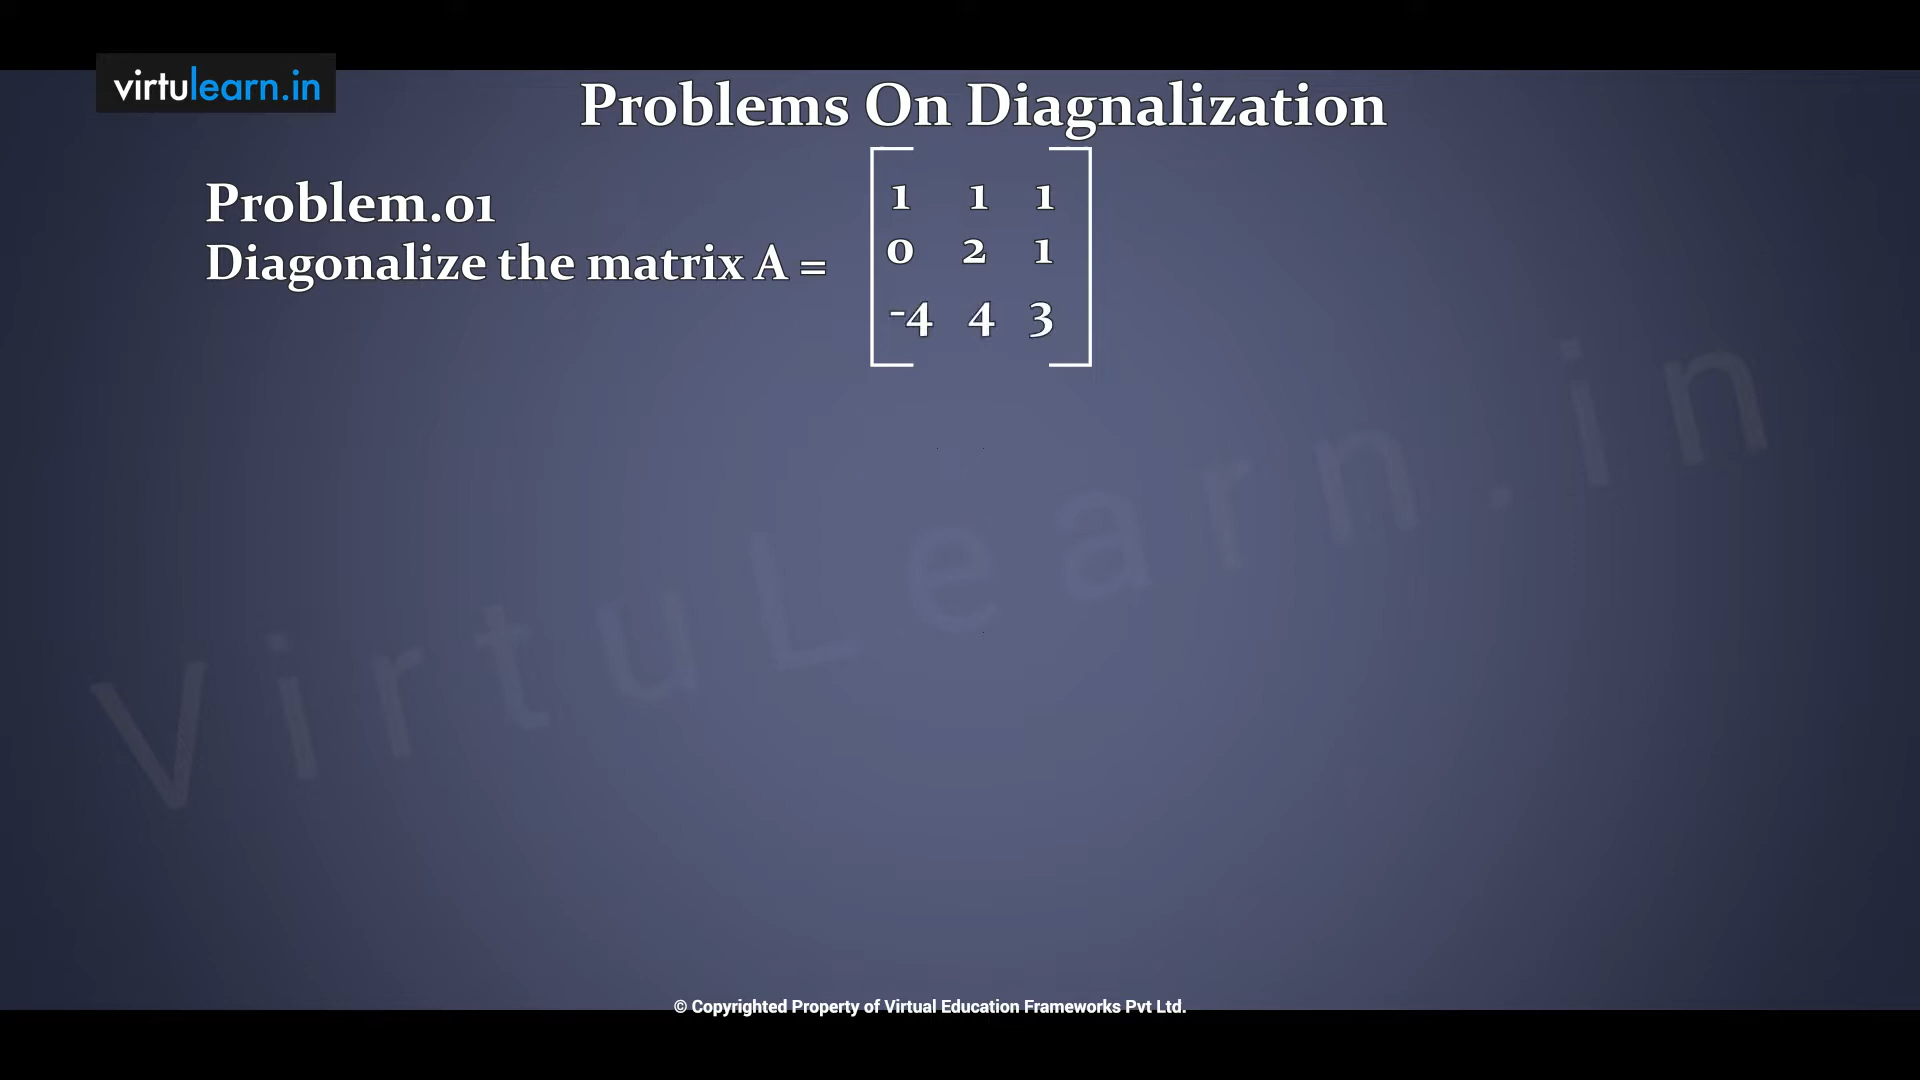 virtulearn.in
Problems On Diagnalization
Problem.01
Diagonalize the matrix A =
1 1 1
0 2 1
-4 4 3
VirtuLearn.in
© Copyrighted Property of Virtual Education Frameworks Pvt Ltd.